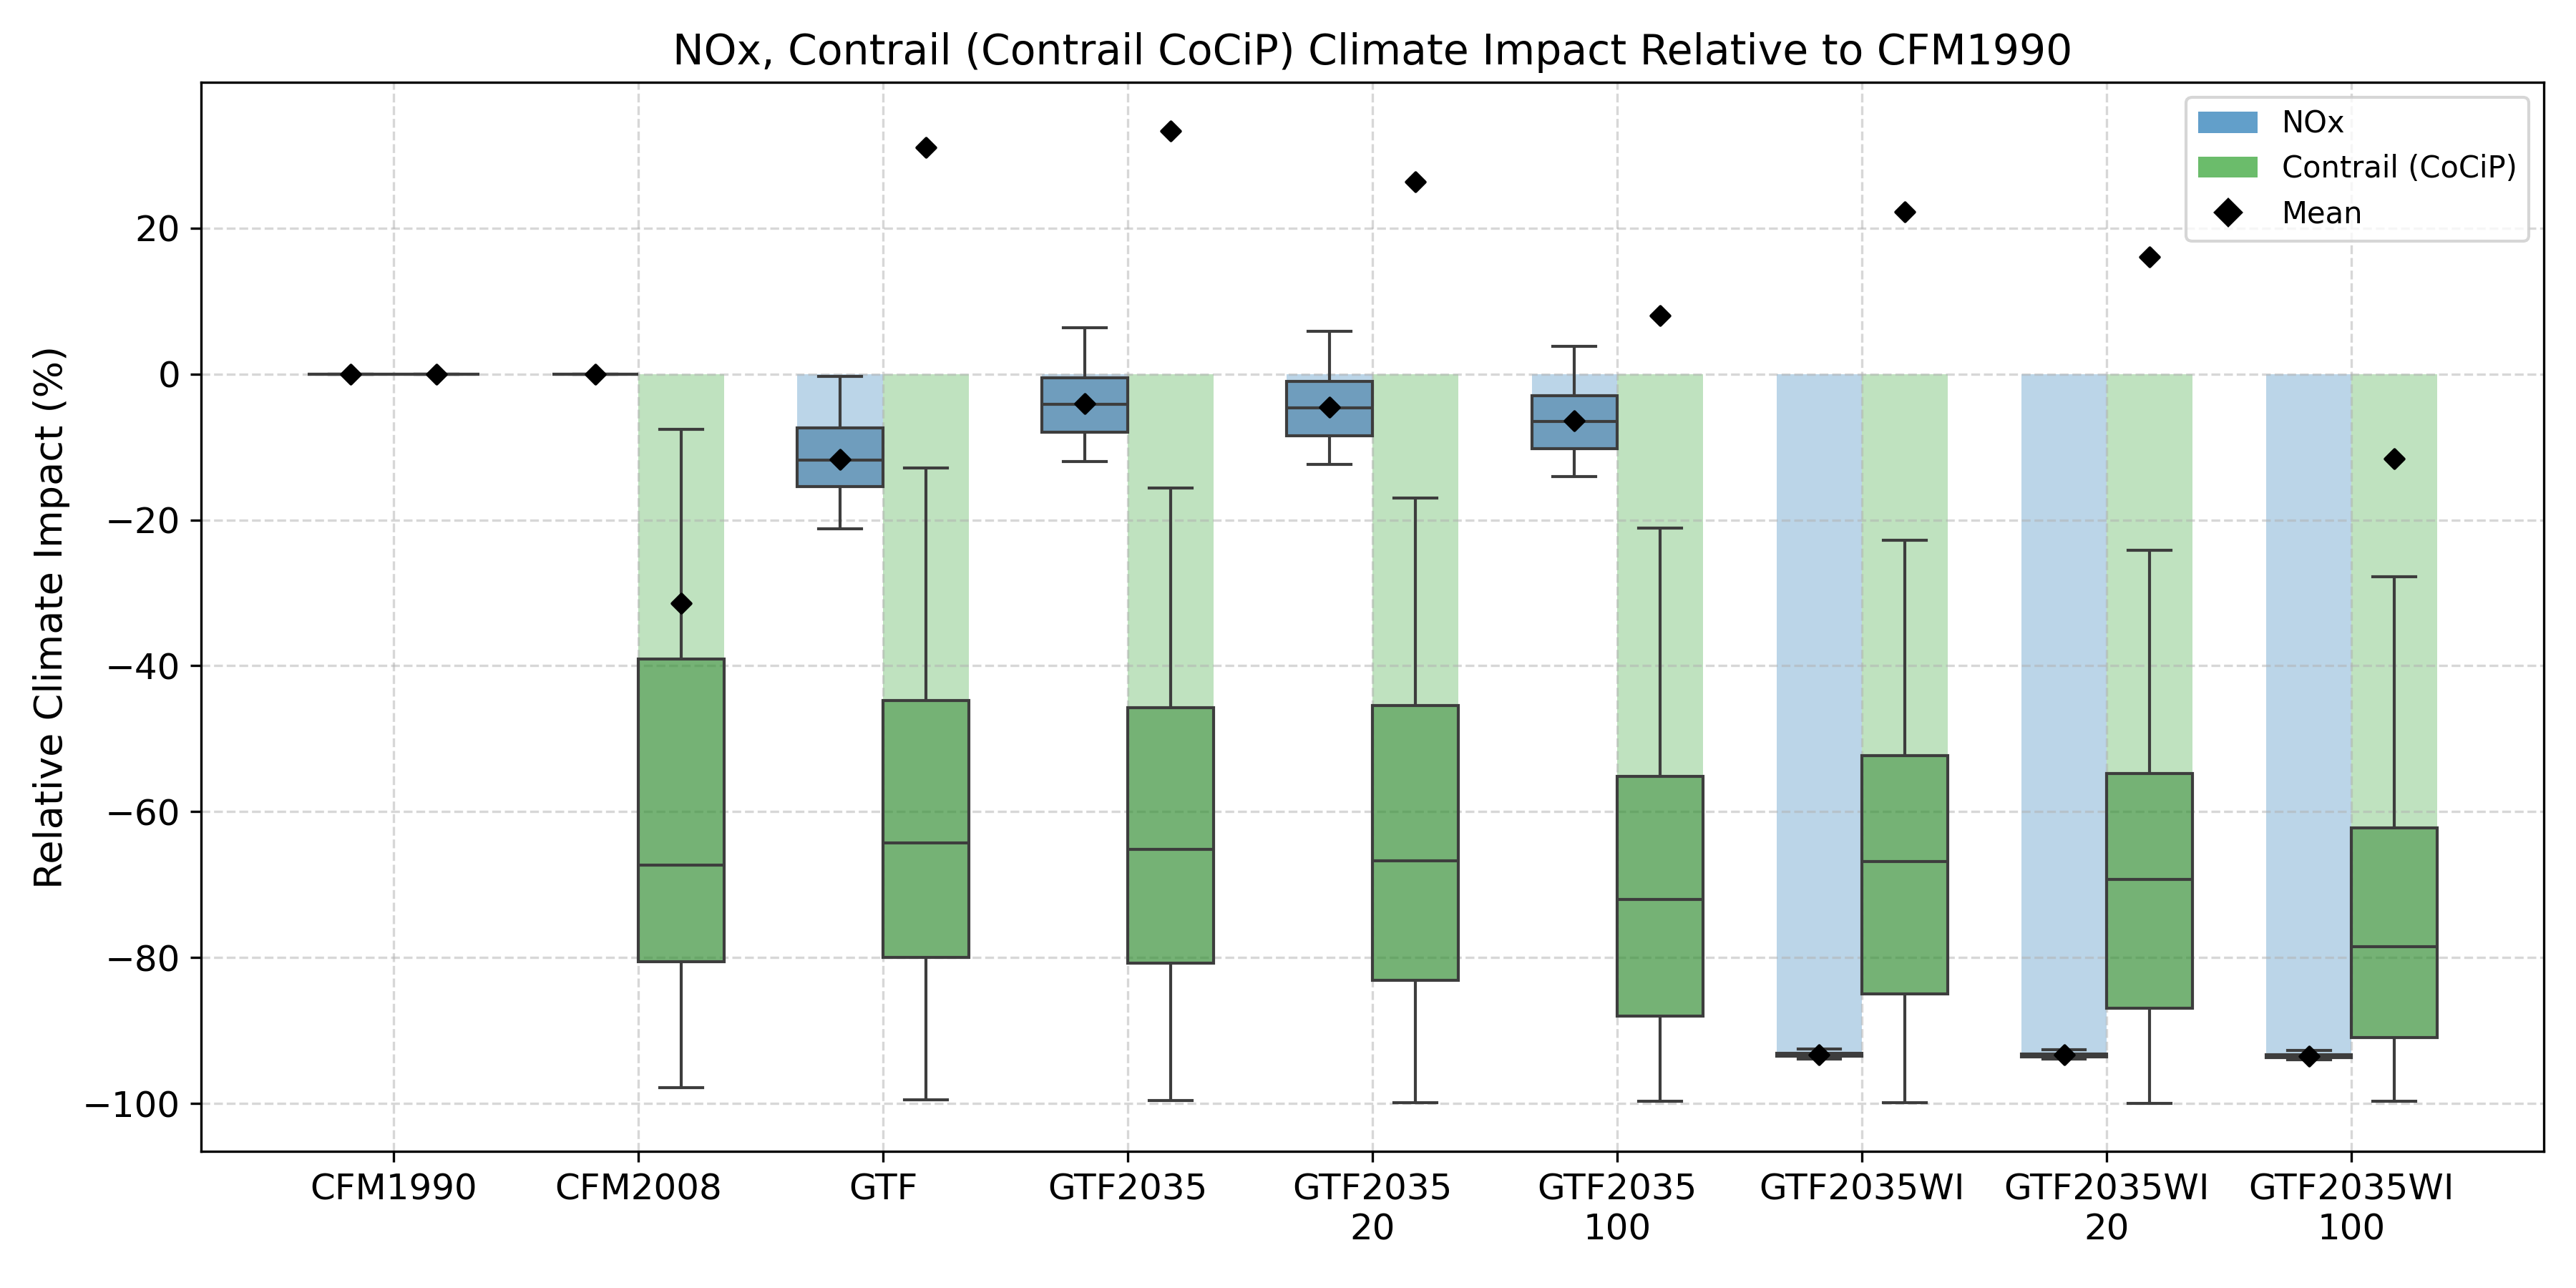 NOx, Contrail (Contrail CoCiP) Climate Impact Relative to CFM1990
NOx
Contrail (CoCiP)
Mean
Relative Climate Impact (%)
20
0
−20
−40
−60
−80
−100
CFM1990 CFM2008 GTF GTF2035 GTF2035 GTF2035 GTF2035WI GTF2035WI GTF2035WI
20 100 20 100